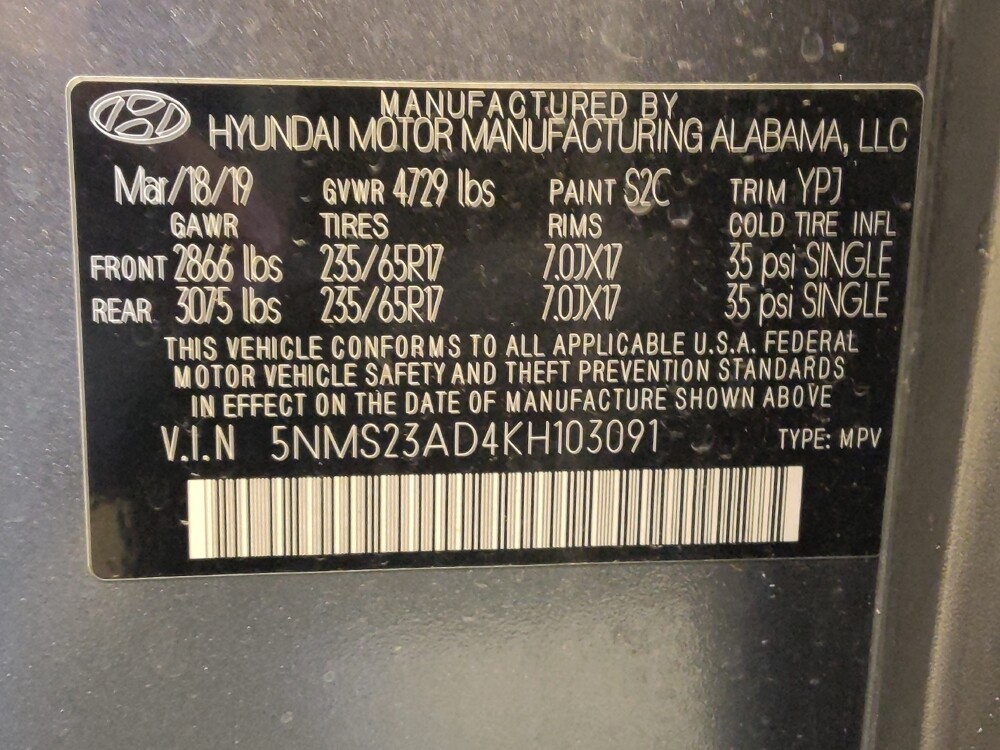 MANUFACTURED BY
HYUNDAI MOTOR MANUFACTURING ALABAMA, LLC
Mar/18/19 GVWR 4729 lbs PAINT S2C TRIM YPJ
GAWR TIRES RIMS COLD TIRE INFL
FRONT 2866 lbs 235/65R17 7.0JX17 35 psi SINGLE
REAR 3075 lbs 235/65R17 7.0JX17 35 psi SINGLE
THIS VEHICLE CONFORMS TO ALL APPLICABLE U.S.A. FEDERAL
MOTOR VEHICLE SAFETY AND THEFT PREVENTION STANDARDS
IN EFFECT ON THE DATE OF MANUFACTURE SHOWN ABOVE
V.I.N 5NMS23AD4KH103091 TYPE: MPV